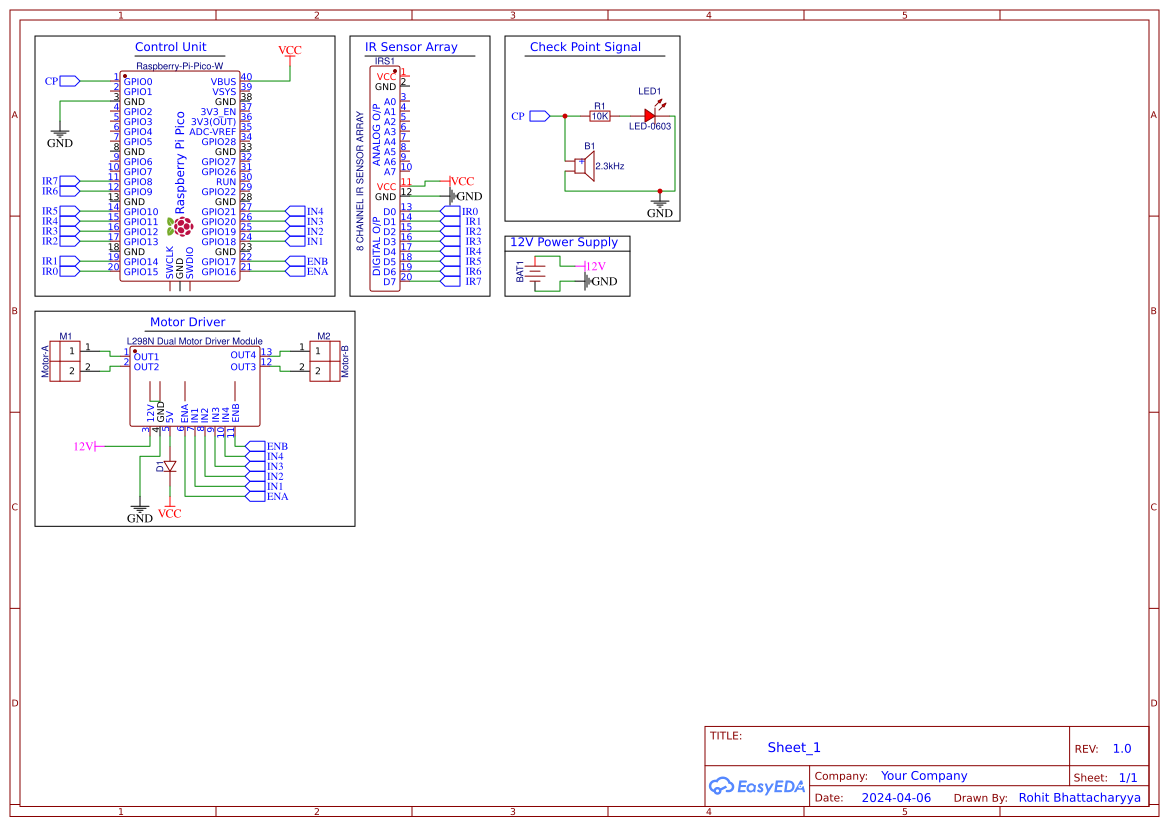 1 2 3 4 5
A A
B B
C C
D D
1 2 3 4 5
Control Unit
Raspberry-Pi-Pico-W
VCC
CP
GND
1 GPIO0
2 GPIO1
3 GND
4 GPIO2
5 GPIO3
6 GPIO4
7 GPIO5
8 GND
9 GPIO6
10 GPIO7
IR7 11 GPIO8
IR6 12 GPIO9
13 GND
IR5 14 GPIO10
IR4 15 GPIO11
IR3 16 GPIO12
IR2 17 GPIO13
18 GND
IR1 19 GPIO14
IR0 20 GPIO15
Raspberry Pi Pico
SWCLK
GND
SWDIO
VBUS 40
VSYS 39
GND 38
3V3_EN 37
3V3(OUT) 36
ADC-VREF 35
GPIO28 34
GND 33
GPIO27 32
GPIO26 31
RUN 30
GPIO22 29
GND 28
GPIO21 27 IN4
GPIO20 26 IN3
GPIO19 25 IN2
GPIO18 24 IN1
GND 23
GPIO17 22 ENB
GPIO16 21 ENA
IR Sensor Array
IRS1
8 CHANNEL IR SENSOR ARRAY
ANALOG O/P
DIGITAL O/P
VCC 1
GND 2
A0 3
A1 4
A2 5
A3 6
A4 7
A5 8
A6 9
A7 10
VCC 11 VCC
GND 12 GND
D0 13 IR0
D1 14 IR1
D2 15 IR2
D3 16 IR3
D4 17 IR4
D5 18 IR5
D6 19 IR6
D7 20 IR7
Check Point Signal
LED1
R1
CP 10K
LED-0603
B1
2.3kHz
GND
12V Power Supply
BAT1
12V
GND
Motor Driver
L298N Dual Motor Driver Module
M1
Motor-A
1 1
2 2
1 OUT1
2 OUT2
OUT4 13
OUT3 12
M2
Motor-B
1 1
2 2
12V
GND
5V
ENA
IN1
IN2
IN3
IN4
ENB
3 4 5 6 7 8 9 10 11
12V
D1
GND
VCC
ENB
IN4
IN3
IN2
IN1
ENA
TITLE:
Sheet_1
REV: 1.0
EasyEDA
Company: Your Company
Sheet: 1/1
Date: 2024-04-06 Drawn By: Rohit Bhattacharyya